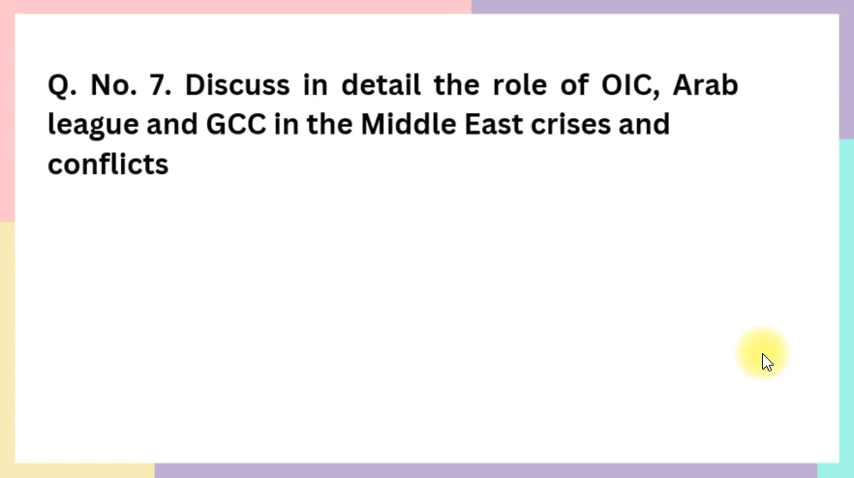 Q. No. 7. Discuss in detail the role of OIC, Arab
league and GCC in the Middle East crises and
conflicts